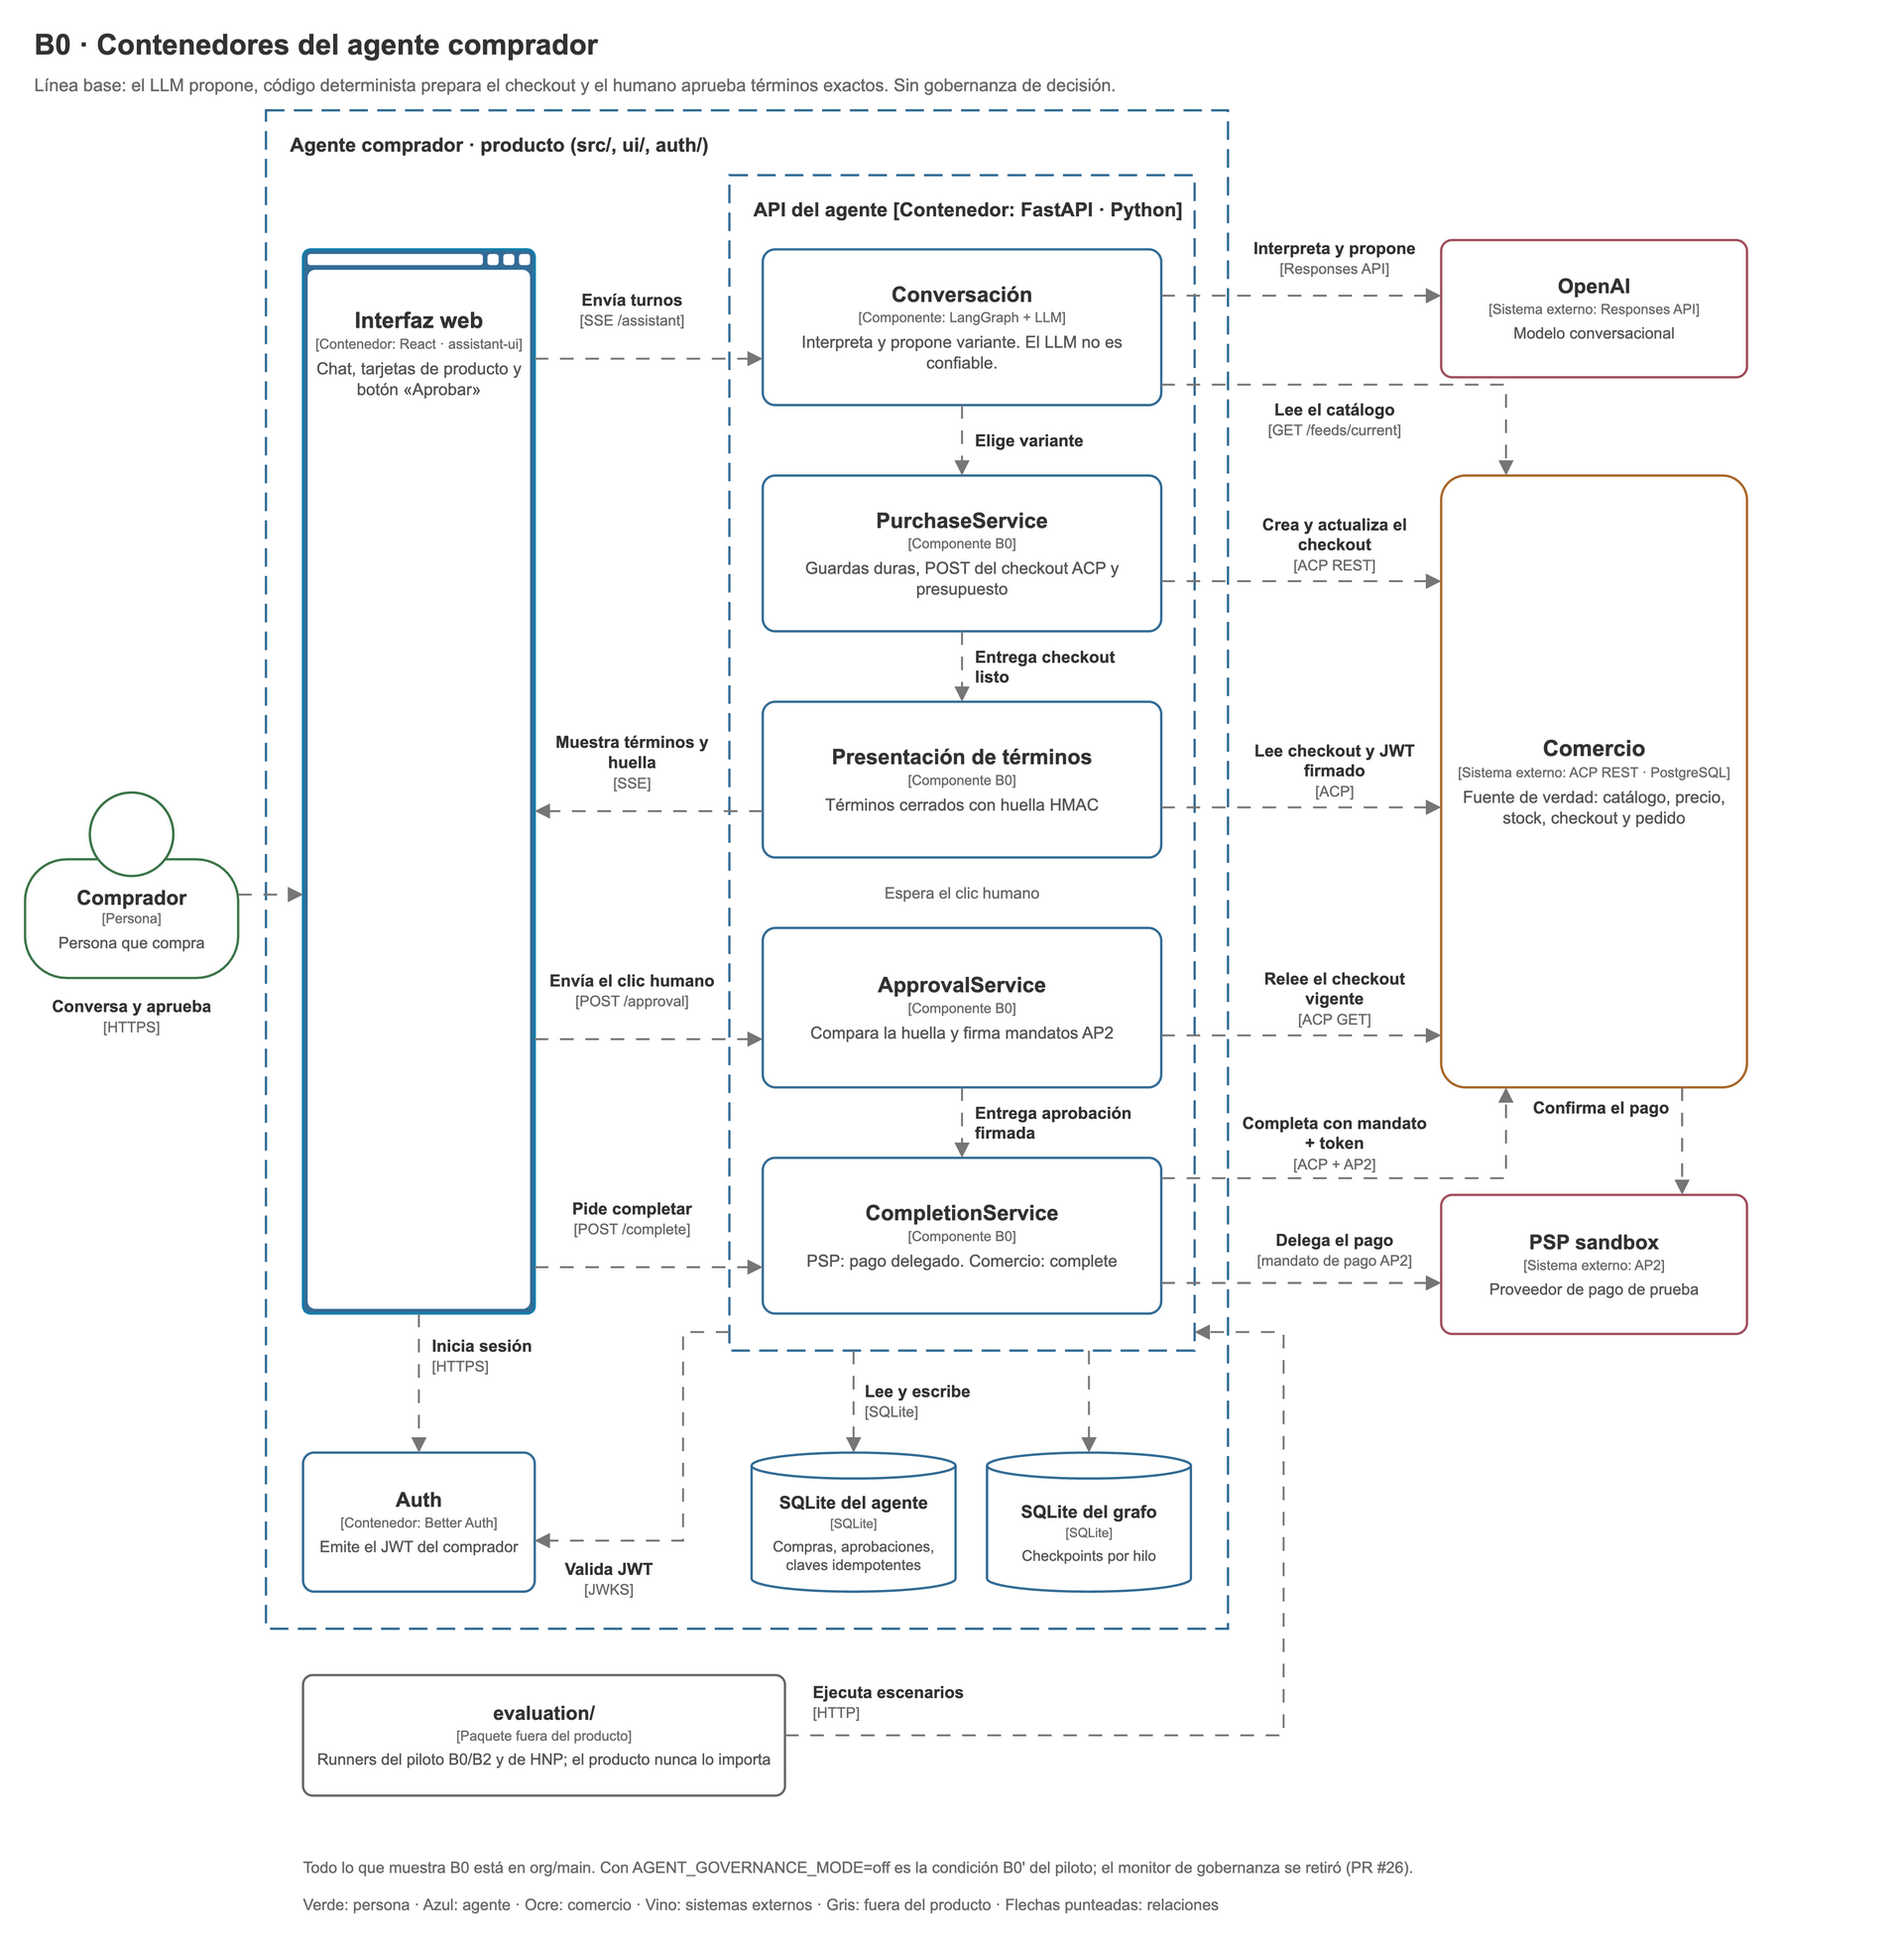 B0 · Contenedores del agente comprador
Línea base: el LLM propone, código determinista prepara el checkout y el humano aprueba términos exactos. Sin gobernanza de decisión.
Agente comprador · producto (src/, ui/, auth/)
API del agente [Contenedor: FastAPI · Python]
Interfaz web
[Contenedor: React · assistant-ui]
Chat, tarjetas de producto y
botón «Aprobar»
Envía turnos
[SSE /assistant]
Conversación
[Componente: LangGraph + LLM]
Interpreta y propone variante. El LLM no es
confiable.
Interpreta y propone
[Responses API]
OpenAI
[Sistema externo: Responses API]
Modelo conversacional
Lee el catálogo
[GET /feeds/current]
Elige variante
PurchaseService
[Componente B0]
Guardas duras, POST del checkout ACP y
presupuesto
Crea y actualiza el
checkout
[ACP REST]
Entrega checkout
listo
Muestra términos y
huella
[SSE]
Presentación de términos
[Componente B0]
Términos cerrados con huella HMAC
Lee checkout y JWT
firmado
[ACP]
Comercio
[Sistema externo: ACP REST · PostgreSQL]
Fuente de verdad: catálogo, precio,
stock, checkout y pedido
Comprador
[Persona]
Persona que compra
Conversa y aprueba
[HTTPS]
Espera el clic humano
Envía el clic humano
[POST /approval]
ApprovalService
[Componente B0]
Compara la huella y firma mandatos AP2
Relee el checkout
vigente
[ACP GET]
Entrega aprobación
firmada
Completa con mandato
+ token
[ACP + AP2]
Confirma el pago
Pide completar
[POST /complete]
CompletionService
[Componente B0]
PSP: pago delegado. Comercio: complete
Delega el pago
[mandato de pago AP2]
PSP sandbox
[Sistema externo: AP2]
Proveedor de pago de prueba
Inicia sesión
[HTTPS]
Lee y escribe
[SQLite]
Auth
[Contenedor: Better Auth]
Emite el JWT del comprador
Valida JWT
[JWKS]
SQLite del agente
[SQLite]
Compras, aprobaciones,
claves idempotentes
SQLite del grafo
[SQLite]
Checkpoints por hilo
evaluation/
[Paquete fuera del producto]
Runners del piloto B0/B2 y de HNP; el producto nunca lo importa
Ejecuta escenarios
[HTTP]
Todo lo que muestra B0 está en org/main. Con AGENT_GOVERNANCE_MODE=off es la condición B0' del piloto; el monitor de gobernanza se retiró (PR #26).
Verde: persona · Azul: agente · Ocre: comercio · Vino: sistemas externos · Gris: fuera del producto · Flechas punteadas: relaciones